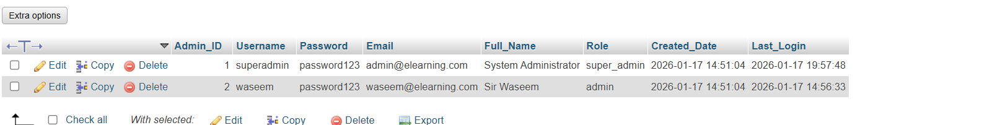 Extra options
Admin_ID Username Password Email Full_Name Role Created_Date Last_Login
Edit Copy Delete 1 superadmin password123 admin@elearning.com System Administrator super_admin 2026-01-17 14:51:04 2026-01-17 19:57:48
Edit Copy Delete 2 waseem password123 waseem@elearning.com Sir Waseem admin 2026-01-17 14:51:04 2026-01-17 14:56:33
Check all With selected: Edit Copy Delete Export